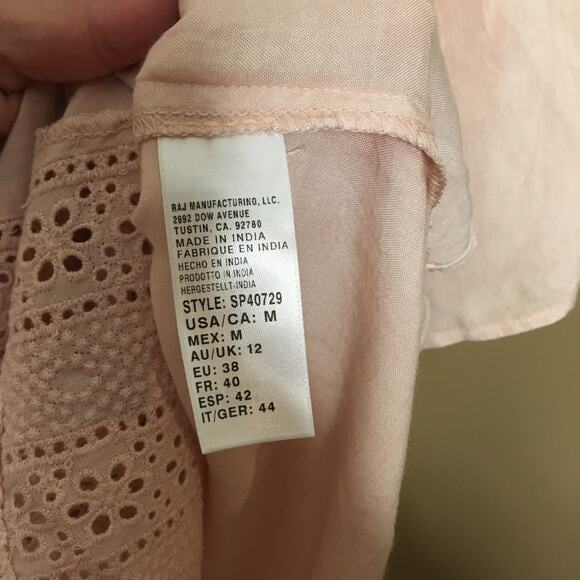 RAJ MANUFACTURING, LLC.
2692 DOW AVENUE
TUSTIN, CA. 92780
MADE IN INDIA
FABRIQUE EN INDIA
HECHO EN INDIA
PRODOTTO IN INDIA
HERGESTELLT-INDIA
STYLE: SP40729
USA/CA: M
MEX: M
AU/UK: 12
EU: 38
FR: 40
ESP: 42
IT/GER: 44